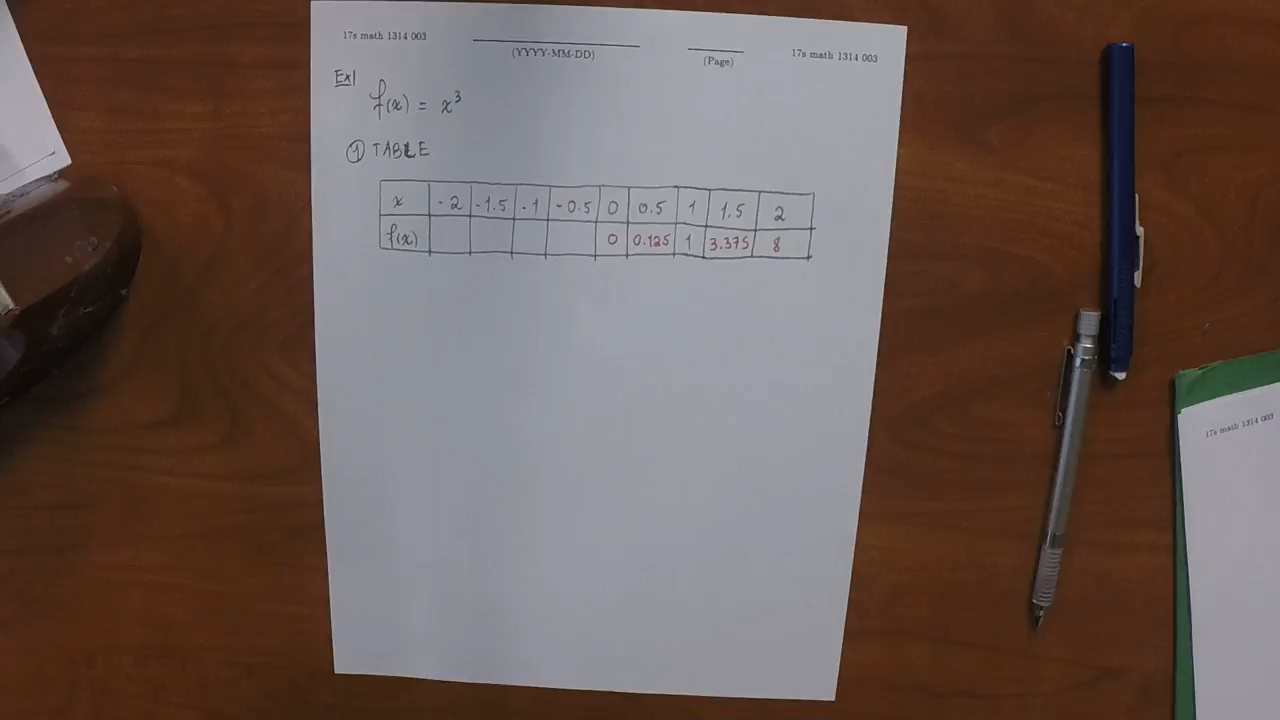 17s math 1314 003 (YYYY-MM-DD) (Page) 17s math 1314 003
Ex1
f(x) = x³
① TABLE
x -2 -1.5 -1 -0.5 0 0.5 1 1.5 2
f(x) 0 0.125 1 3.375 8
17s math 1314 003